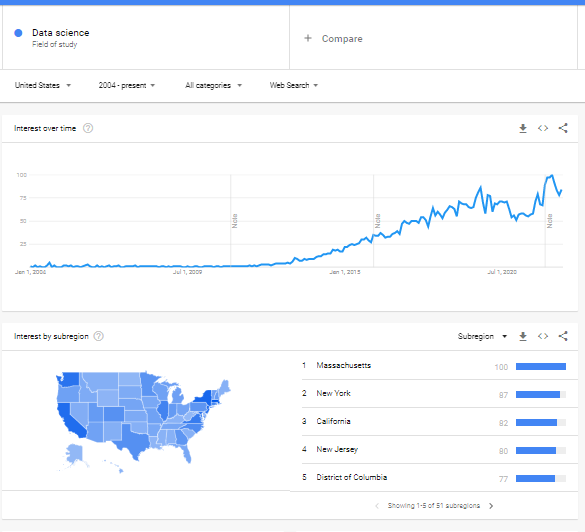 Data science
Field of study
+ Compare
United States
2004 - present
All categories
Web Search
Interest over time
100
75
50
25
Note
Note
Note
Jan 1, 2004
Jul 1, 2009
Jan 1, 2015
Jul 1, 2020
Interest by subregion
Subregion
1 Massachusetts 100
2 New York 87
3 California 82
4 New Jersey 80
5 District of Columbia 77
Showing 1-5 of 51 subregions